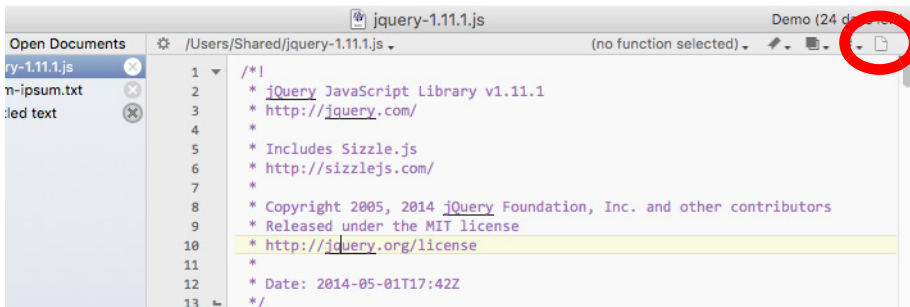 jquery-1.11.1.js
Demo (24
Open Documents
/Users/Shared/jquery-1.11.1.js
(no function selected)
ry-1.11.1.js
m-ipsum.txt
tled text
1 /*!
2 * jQuery JavaScript Library v1.11.1
3 * http://jquery.com/
4 *
5 * Includes Sizzle.js
6 * http://sizzlejs.com/
7 *
8 * Copyright 2005, 2014 jQuery Foundation, Inc. and other contributors
9 * Released under the MIT license
10 * http://jquery.org/license
11 *
12 * Date: 2014-05-01T17:42Z
13 */